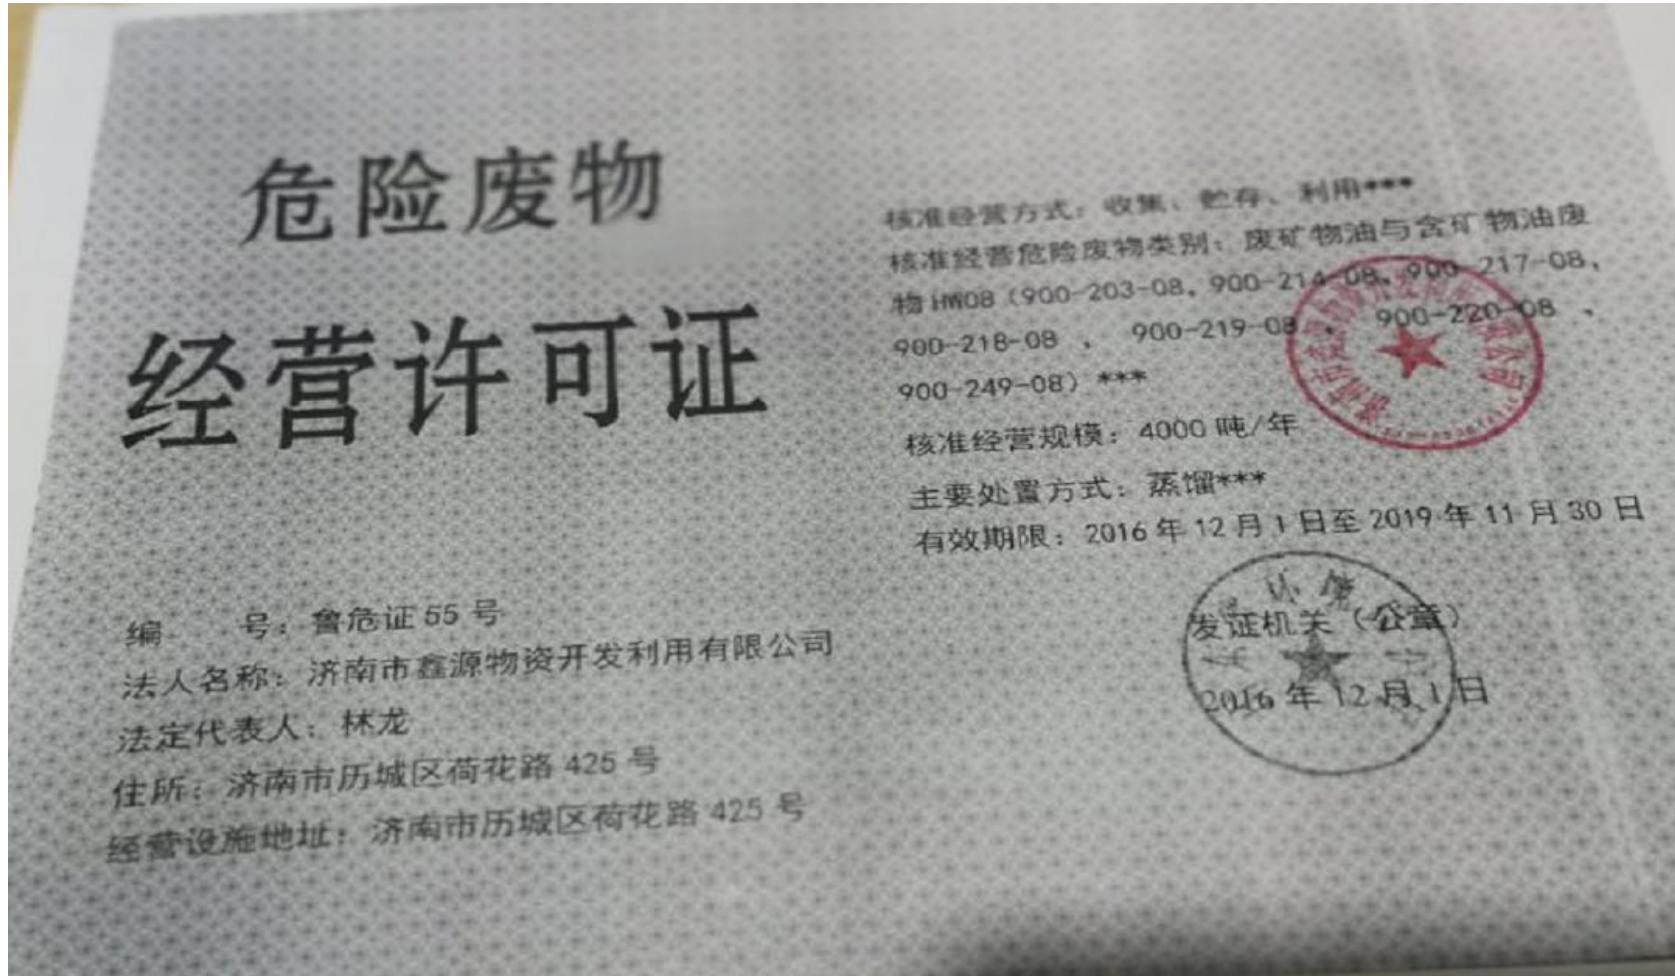 危险废物
经营许可证
编 号：鲁危证 55 号
法人名称：济南市鑫源物资开发利用有限公司
法定代表人：林龙
住所：济南市历城区荷花路 425 号
经营设施地址：济南市历城区荷花路 425 号
核准经营方式：收集、贮存、利用***
核准经营危险废物类别：废矿物油与含矿物油废
物 HW08（900-203-08、900-214-08、900-217-08、
900-218-08 、 900-219-08 、 900-220-08 、
900-249-08）***
核准经营规模：4000 吨/年
主要处置方式：蒸馏***
有效期限：2016 年 12 月 1 日至 2019 年 11 月 30 日
发证机关（公章）
2016 年 12 月 1 日